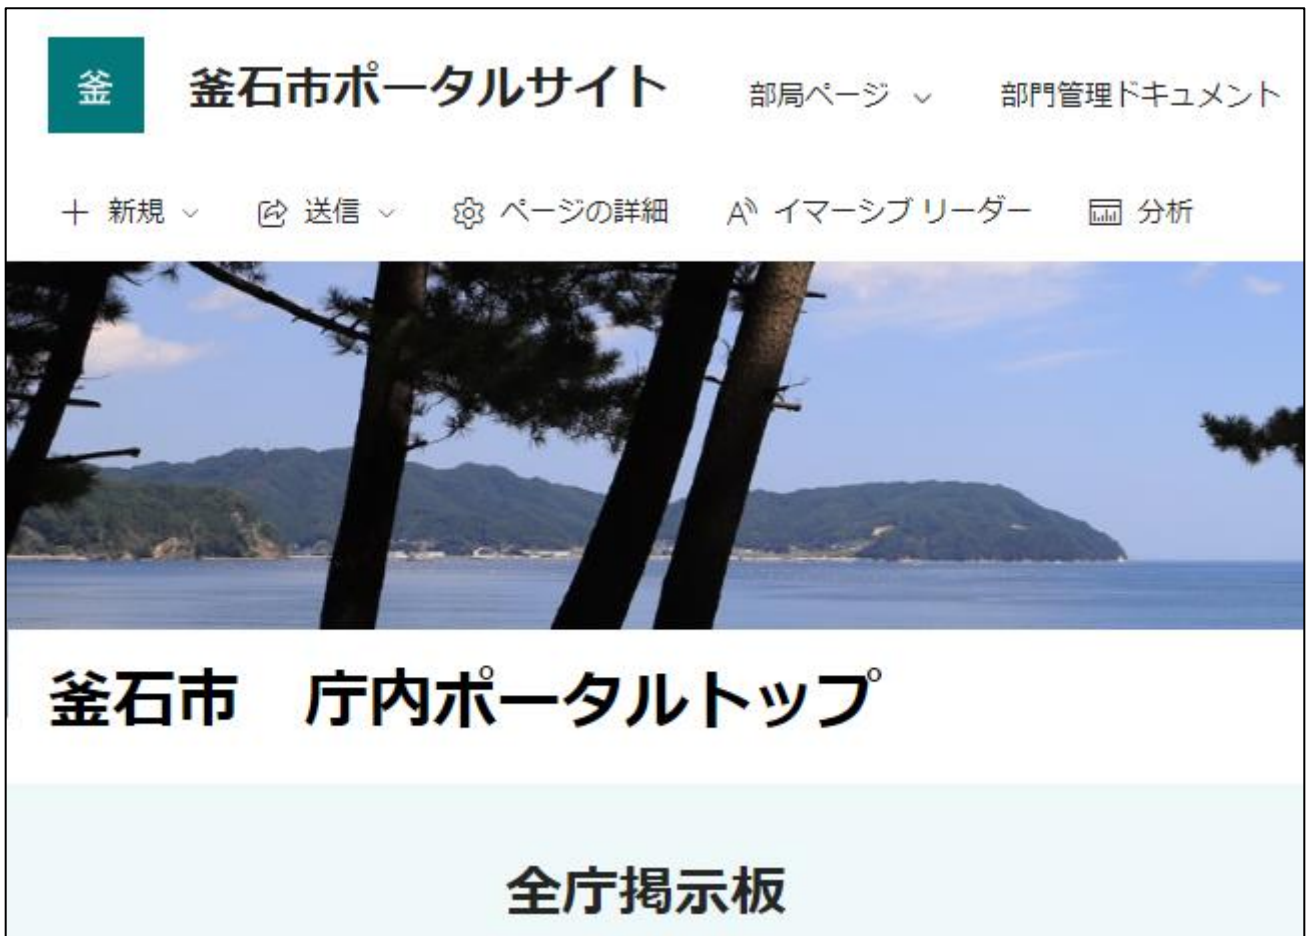 釜 釜石市ポータルサイト 部局ページ 部門管理ドキュメント
新規 送信 ページの詳細 イマーシブ リーダー 分析
釜石市　庁内ポータルトップ
全庁掲示板